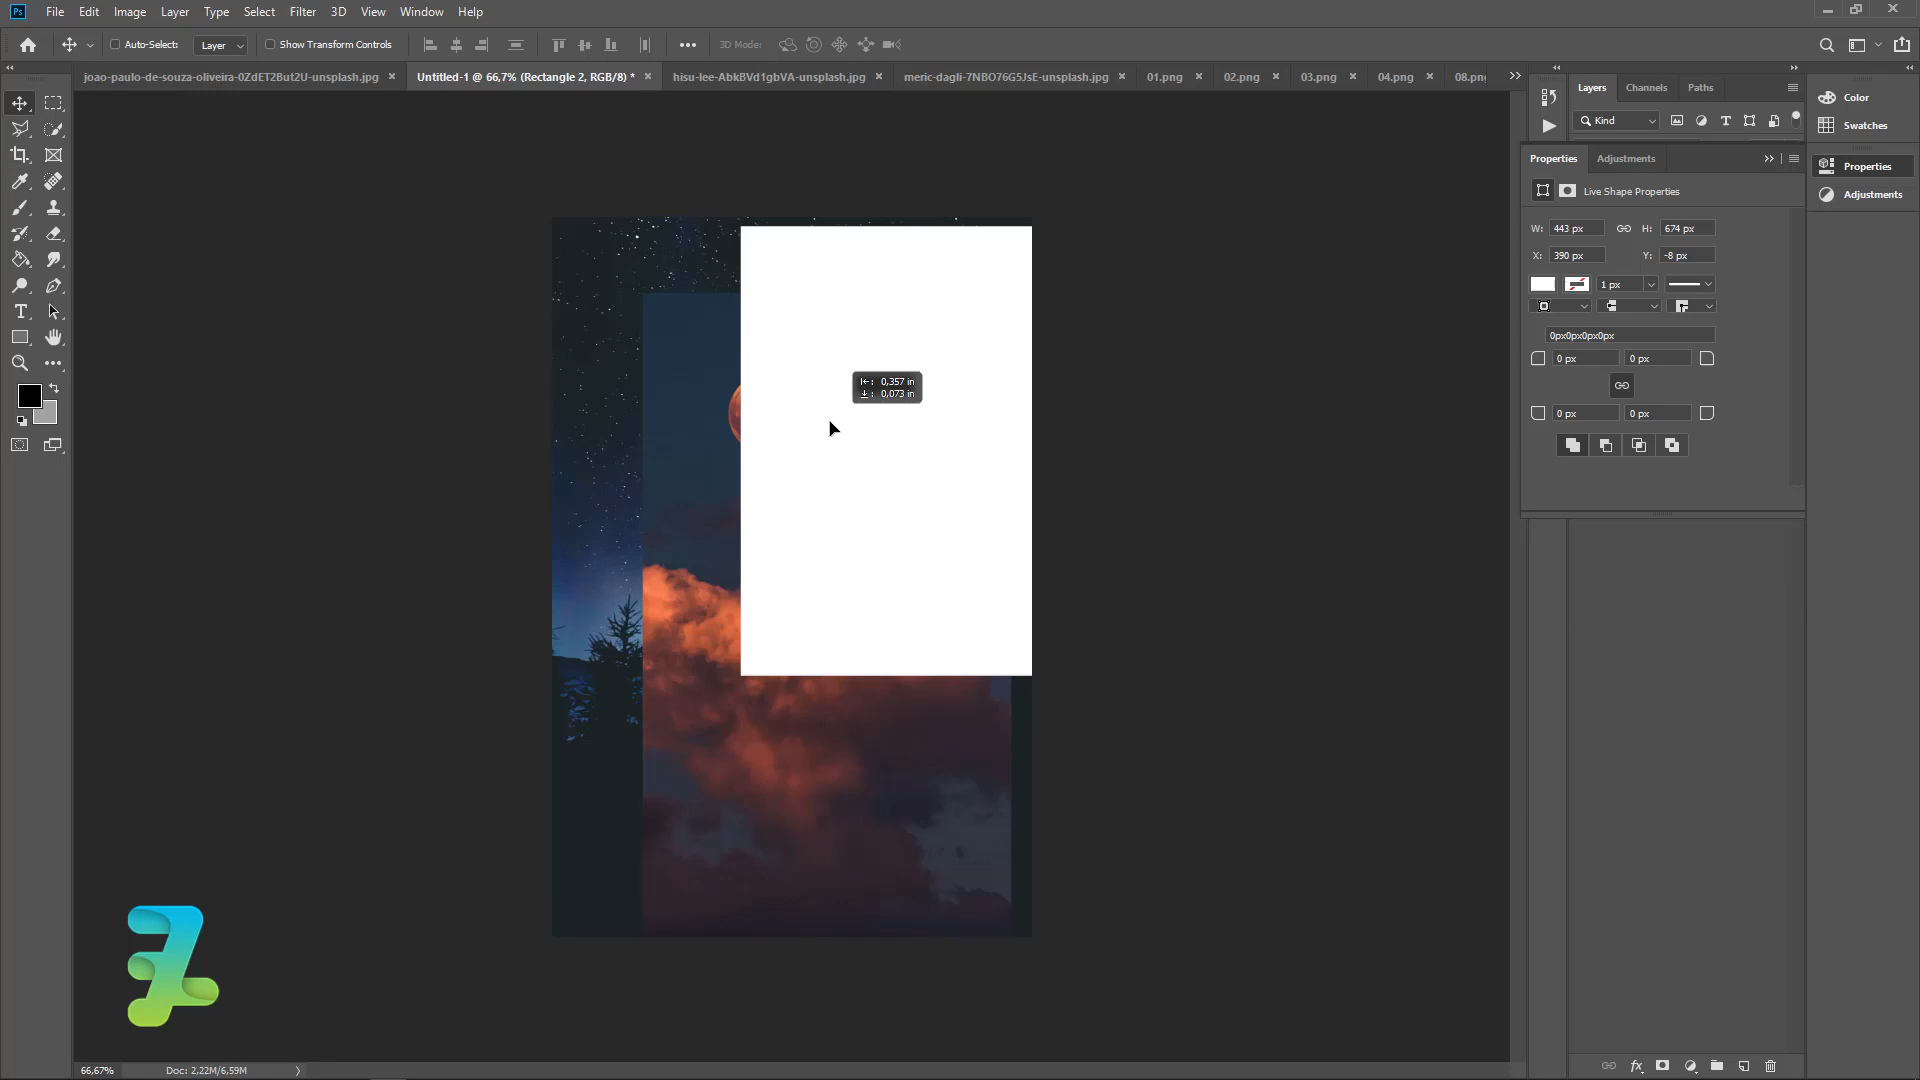 Ps File Edit Image Layer Type Select Filter 3D View Window Help
Auto-Select: Layer Show Transform Controls 3D Mode:
joao-paulo-de-souza-oliveira-0ZdET2But2U-unsplash.jpg Untitled-1 @ 66,7% (Rectangle 2, RGB/8) * hisu-lee-AbkBVd1gbVA-unsplash.jpg meric-dagli-7NBO76G5JsE-unsplash.jpg 01.png 02.png 03.png 04.png 08.png
Layers Channels Paths
Color
Kind
Swatches
Properties Adjustments
Properties
Live Shape Properties
Adjustments
W: 443 px H: 674 px
X: 390 px Y: -8 px
1 px
0px0px0px0px
0 px 0 px
0 px 0 px
0,357 in
0,073 in
66,67% Doc: 2,22M/6,59M
fx